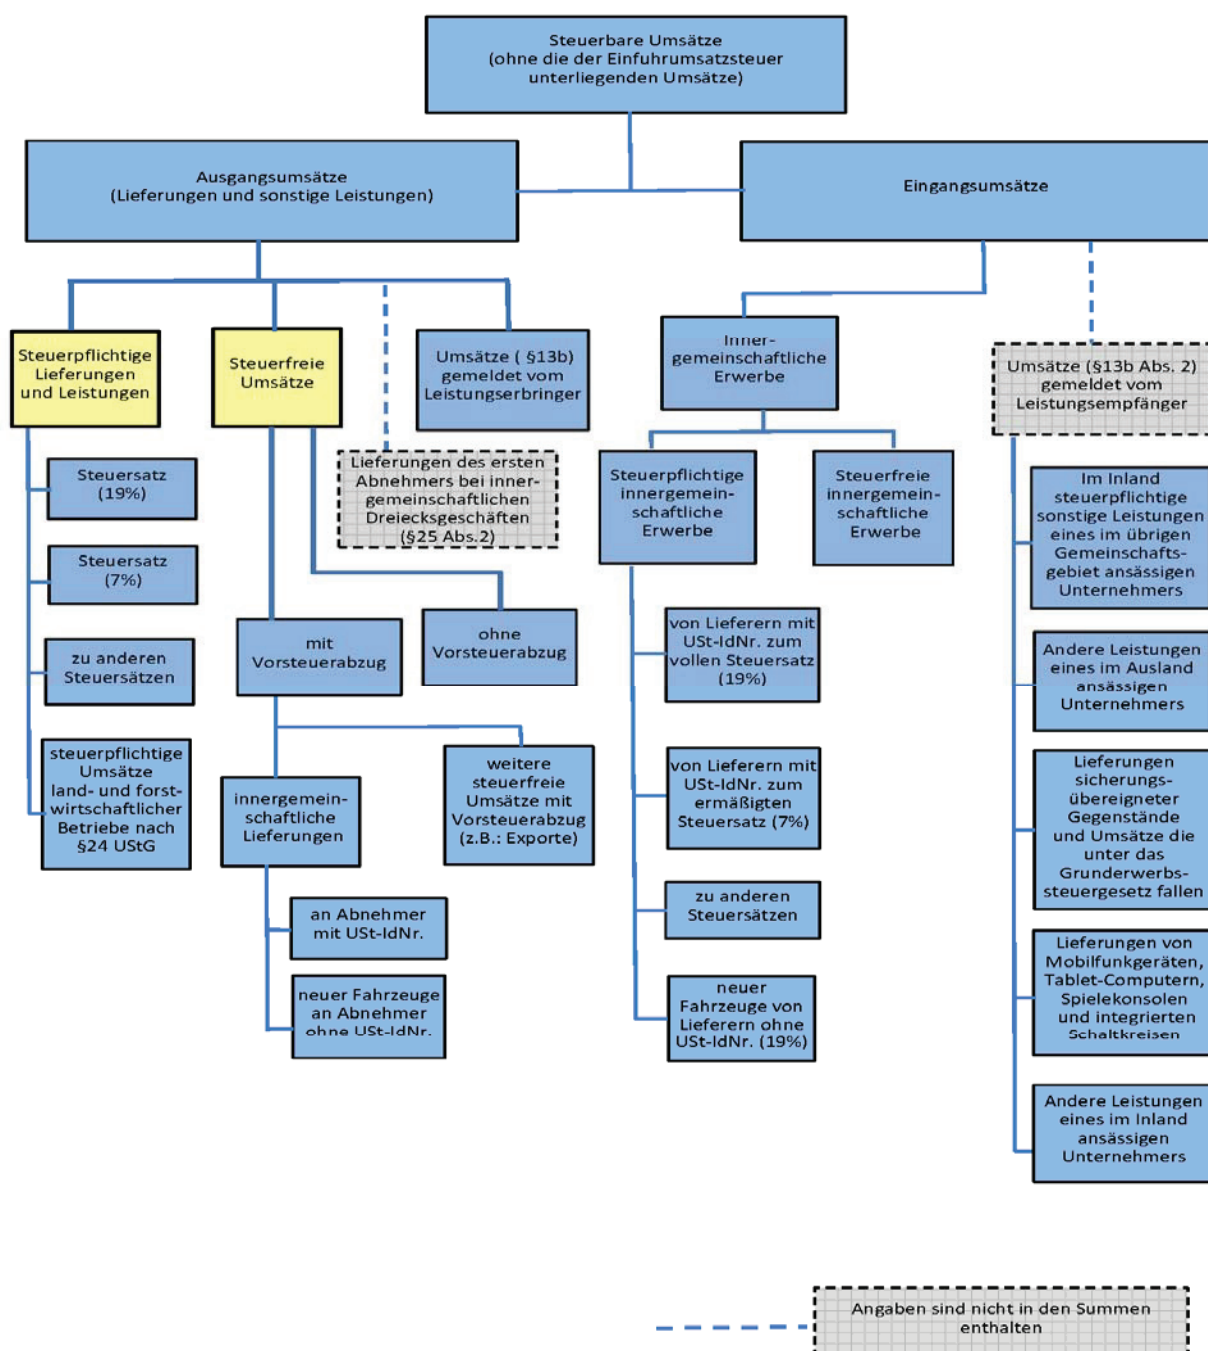 Steuerbare Umsätze
(ohne die der Einfuhrumsatzsteuer
unterliegenden Umsätze)
Ausgangsumsätze
(Lieferungen und sonstige Leistungen)
Eingangsumsätze
Steuerpflichtige
Lieferungen
und Leistungen
Steuerfreie
Umsätze
Umsätze ( §13b)
gemeldet vom
Leistungserbringer
Inner-
gemeinschaftliche
Erwerbe
Umsätze (§13b Abs. 2)
gemeldet vom
Leistungsempfänger
Lieferungen des ersten
Abnehmers bei inner-
gemeinschaftlichen
Dreiecksgeschäften
(§25 Abs.2)
Steuersatz
(19%)
Steuersatz
(7%)
zu anderen
Steuersätzen
steuerpflichtige
Umsätze
land- und forst-
wirtschaftlicher
Betriebe nach
§24 UStG
mit
Vorsteuerabzug
ohne
Vorsteuerabzug
innergemein-
schaftliche
Lieferungen
weitere
steuerfreie
Umsätze mit
Vorsteuerabzug
(z.B.: Exporte)
an Abnehmer
mit USt-IdNr.
neuer Fahrzeuge
an Abnehmer
ohne USt-IdNr.
Steuerpflichtige
innergemein-
schaftliche
Erwerbe
Steuerfreie
innergemein-
schaftliche
Erwerbe
von Lieferern mit
USt-IdNr. zum
vollen Steuersatz
(19%)
von Lieferern mit
USt-IdNr. zum
ermäßigten
Steuersatz (7%)
zu anderen
Steuersätzen
neuer
Fahrzeuge von
Lieferern ohne
USt-IdNr. (19%)
Im Inland
steuerpflichtige
sonstige Leistungen
eines im übrigen
Gemeinschafts-
gebiet ansässigen
Unternehmers
Andere Leistungen
eines im Ausland
ansässigen
Unternehmers
Lieferungen
sicherungs-
übereigneter
Gegenstände
und Umsätze die
unter das
Grunderwerbs-
steuergesetz fallen
Lieferungen von
Mobilfunkgeräten,
Tablet-Computern,
Spielekonsolen
und integrierten
Schaltkreisen
Andere Leistungen
eines im Inland
ansässigen
Unternehmers
Angaben sind nicht in den Summen
enthalten